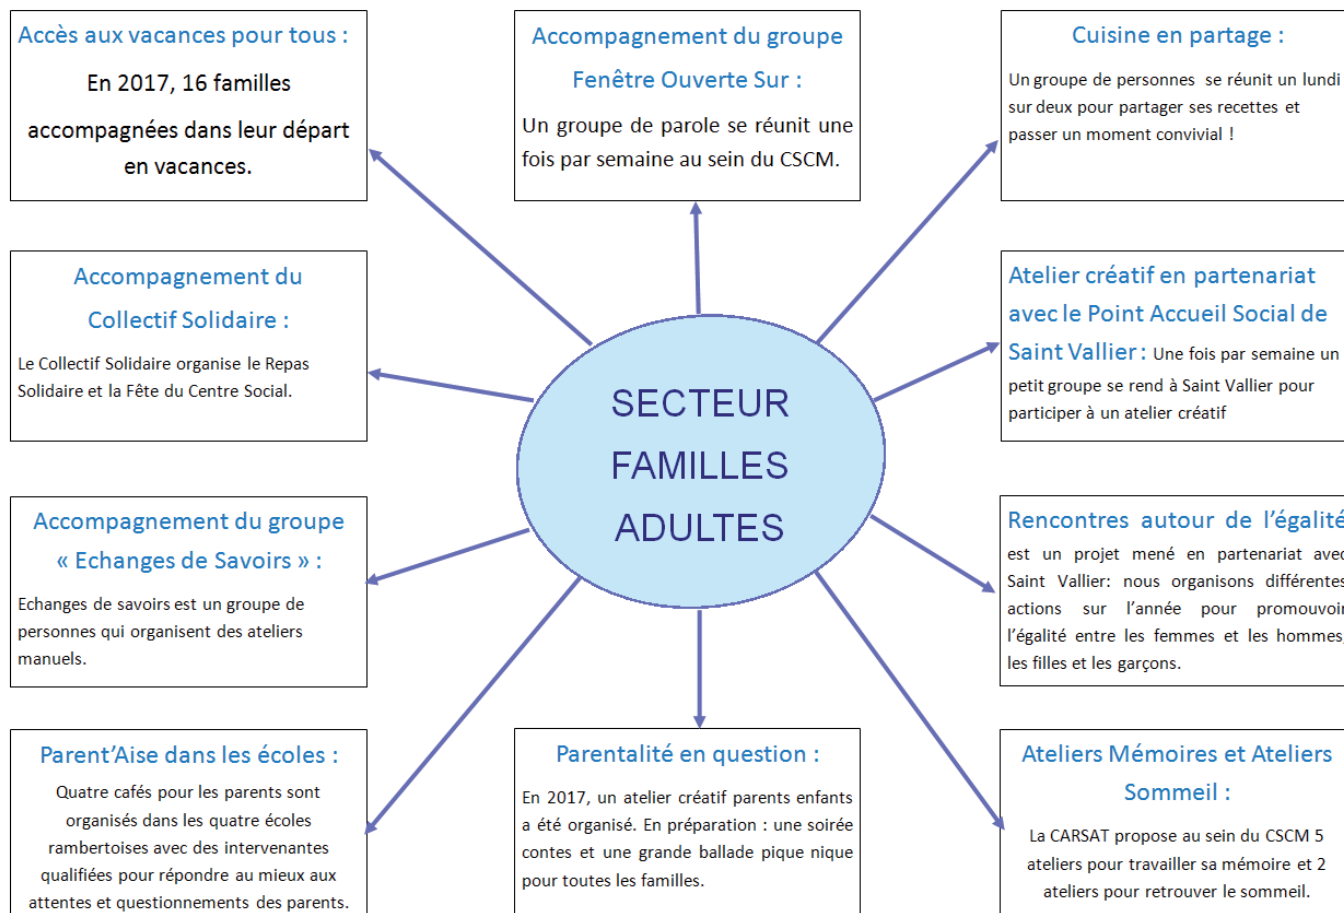 Accès aux vacances pour tous :
En 2017, 16 familles
accompagnées dans leur départ
en vacances.
Accompagnement du groupe
Fenêtre Ouverte Sur :
Un groupe de parole se réunit une
fois par semaine au sein du CSCM.
Cuisine en partage :
Un groupe de personnes se réunit un lundi
sur deux pour partager ses recettes et
passer un moment convivial !
Accompagnement du
Collectif Solidaire :
Le Collectif Solidaire organise le Repas
Solidaire et la Fête du Centre Social.
SECTEUR
FAMILLES
ADULTES
Atelier créatif en partenariat
avec le Point Accueil Social de
Saint Vallier : Une fois par semaine un
petit groupe se rend à Saint Vallier pour
participer à un atelier créatif
Accompagnement du groupe
« Echanges de Savoirs » :
Echanges de savoirs est un groupe de
personnes qui organisent des ateliers
manuels.
Rencontres autour de l’égalité
est un projet mené en partenariat avec
Saint Vallier: nous organisons différentes
actions sur l’année pour promouvoir
l’égalité entre les femmes et les hommes,
les filles et les garçons.
Parent’Aise dans les écoles :
Quatre cafés pour les parents sont
organisés dans les quatre écoles
rambertoises avec des intervenantes
qualifiées pour répondre au mieux aux
attentes et questionnements des parents.
Parentalité en question :
En 2017, un atelier créatif parents enfants
a été organisé. En préparation : une soirée
contes et une grande ballade pique nique
pour toutes les familles.
Ateliers Mémoires et Ateliers
Sommeil :
La CARSAT propose au sein du CSCM 5
ateliers pour travailler sa mémoire et 2
ateliers pour retrouver le sommeil.